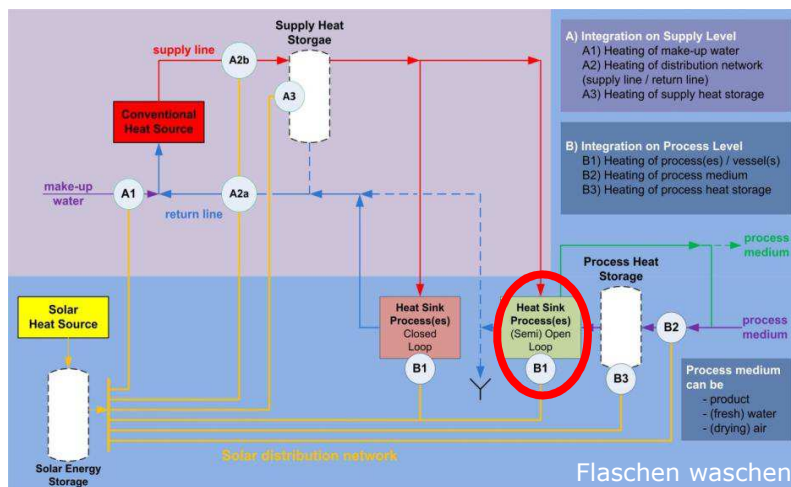 Supply Heat
Storgae
supply line
A2b
A3
Conventional
Heat Source
make-up
water
A1
A2a
return line
A) Integration on Supply Level
A1) Heating of make-up water
A2) Heating of distribution network
(supply line / return line)
A3) Heating of supply heat storage
B) Integration on Process Level
B1) Heating of process(es) / vessel(s)
B2) Heating of process medium
B3) Heating of process heat storage
process
medium
Process Heat
Storage
Solar
Heat Source
Heat Sink
Process(es)
Closed
Loop
B1
Heat Sink
Process(es)
(Semi) Open
Loop
B1
B3
B2
process
medium
Process medium
can be
- product
- (fresh) water
- (drying) air
Solar Energy
Storage
Solar distribution network
Flaschen waschen